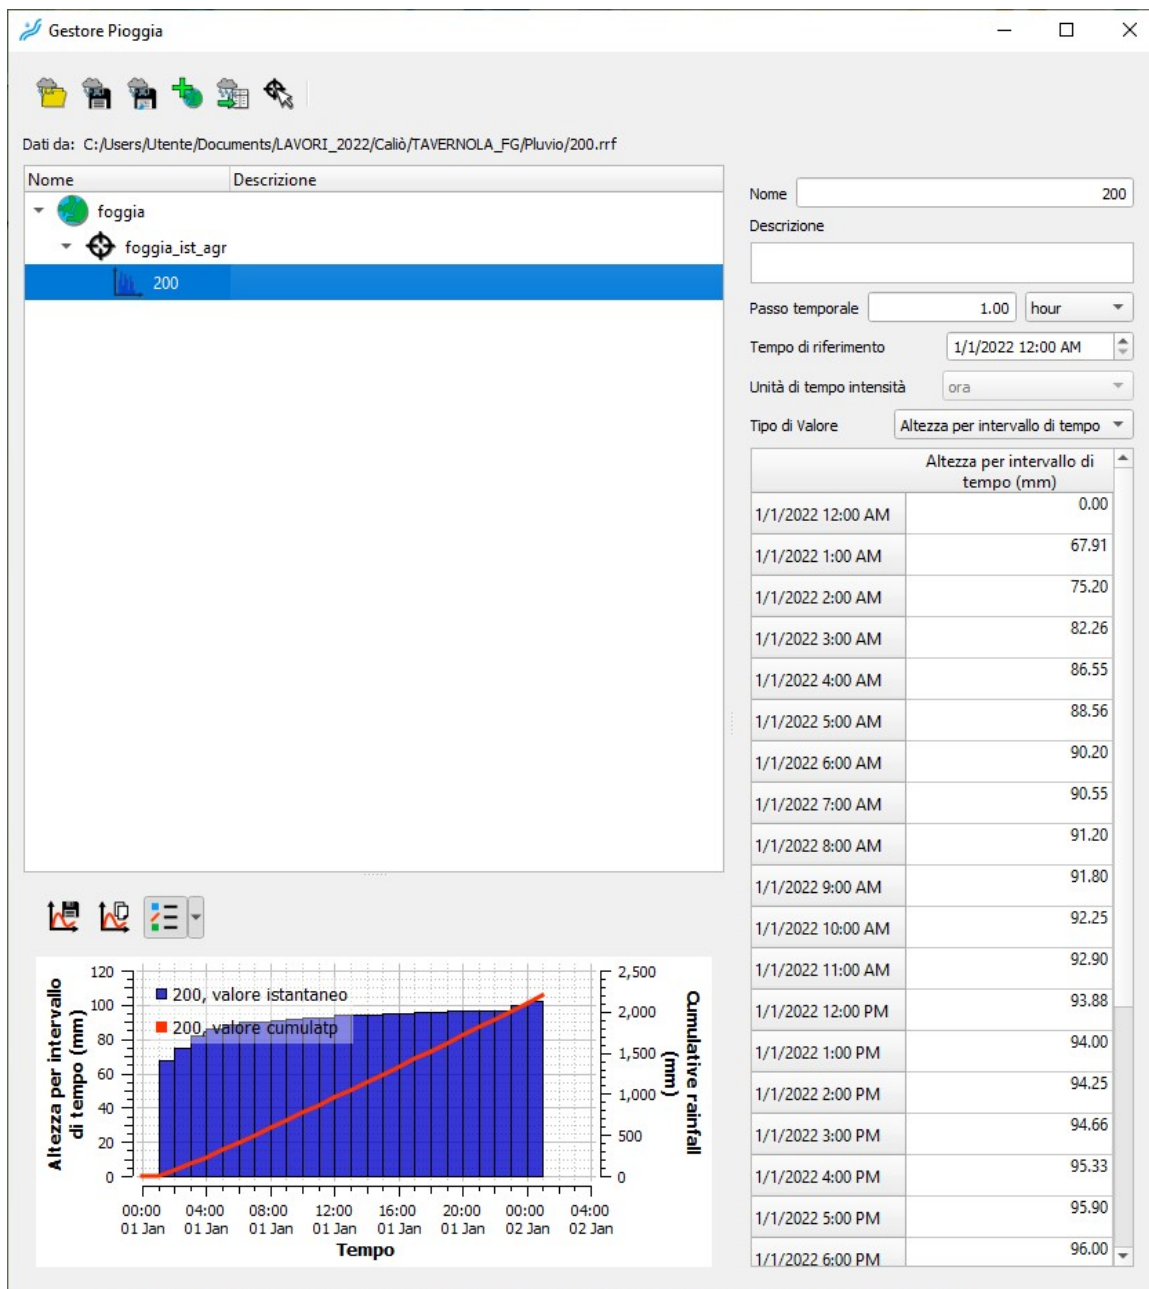 Gestore Pioggia
Dati da: C:/Users/Utente/Documents/LAVORI_2022/Caliò/TAVERNOLA_FG/Pluvio/200.rrf
Nome Descrizione
foggia
foggia_ist_agr
200
Nome 200
Descrizione
Passo temporale 1.00 hour
Tempo di riferimento 1/1/2022 12:00 AM
Unità di tempo intensità ora
Tipo di Valore Altezza per intervallo di tempo
Altezza per intervallo di
tempo (mm)
1/1/2022 12:00 AM 0.00
1/1/2022 1:00 AM 67.91
1/1/2022 2:00 AM 75.20
1/1/2022 3:00 AM 82.26
1/1/2022 4:00 AM 86.55
1/1/2022 5:00 AM 88.56
1/1/2022 6:00 AM 90.20
1/1/2022 7:00 AM 90.55
1/1/2022 8:00 AM 91.20
1/1/2022 9:00 AM 91.80
1/1/2022 10:00 AM 92.25
1/1/2022 11:00 AM 92.90
1/1/2022 12:00 PM 93.88
1/1/2022 1:00 PM 94.00
1/1/2022 2:00 PM 94.25
1/1/2022 3:00 PM 94.66
1/1/2022 4:00 PM 95.33
1/1/2022 5:00 PM 95.90
1/1/2022 6:00 PM 96.00
Altezza per intervallo
di tempo (mm)
120
100
80
60
40
20
0
200, valore istantaneo
200, valore cumulatp
2,500
2,000
1,500
1,000
500
0
Cumulative rainfall
(mm)
00:00 04:00 08:00 12:00 16:00 20:00 00:00 04:00
01 Jan 01 Jan 01 Jan 01 Jan 01 Jan 01 Jan 02 Jan 02 Jan
Tempo